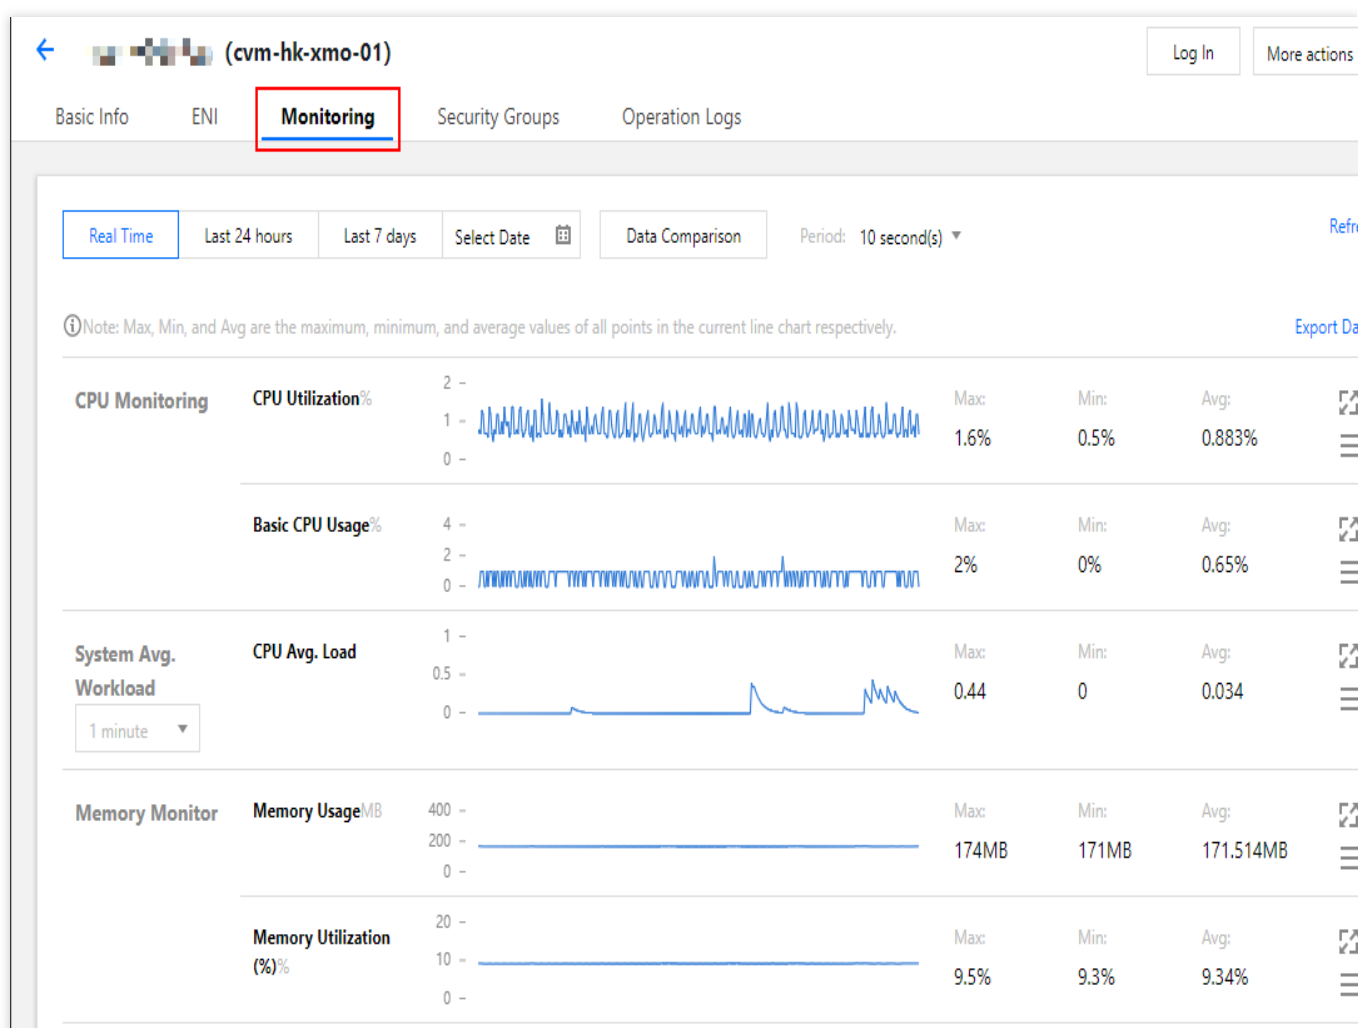 (cvm-hk-xmo-01)
Log In
More actions
Basic Info
ENI
Monitoring
Security Groups
Operation Logs
Real Time
Last 24 hours
Last 7 days
Select Date
Data Comparison
Period: 10 second(s)
Refre
Note: Max, Min, and Avg are the maximum, minimum, and average values of all points in the current line chart respectively.
Export Da
CPU Monitoring
CPU Utilization%
2
1
0
Max:
1.6%
Min:
0.5%
Avg:
0.883%
Basic CPU Usage%
4
2
0
Max:
2%
Min:
0%
Avg:
0.65%
System Avg.
Workload
1 minute
CPU Avg. Load
1
0.5
0
Max:
0.44
Min:
0
Avg:
0.034
Memory Monitor
Memory UsageMB
400
200
0
Max:
174MB
Min:
171MB
Avg:
171.514MB
Memory Utilization
(%)%
20
10
0
Max:
9.5%
Min:
9.3%
Avg:
9.34%